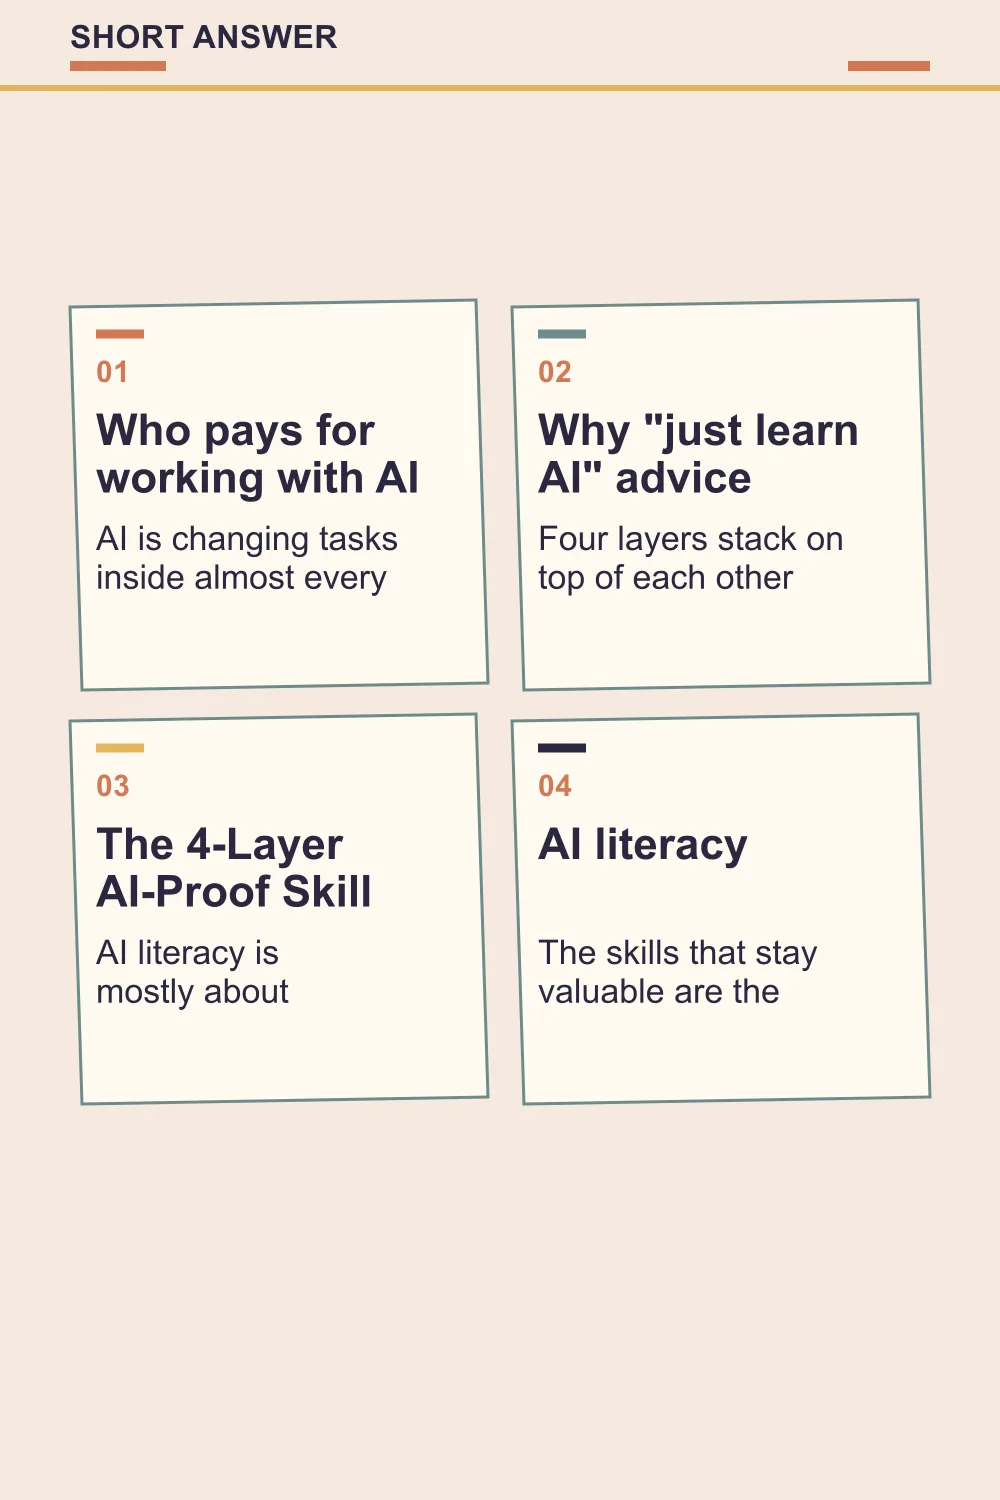 SHORT ANSWER
01
Who pays for
working with AI
AI is changing tasks
inside almost every
02
Why "just learn
AI" advice
Four layers stack on
top of each other
03
The 4-Layer
AI-Proof Skill
AI literacy is
mostly about
04
AI literacy
The skills that stay
valuable are the